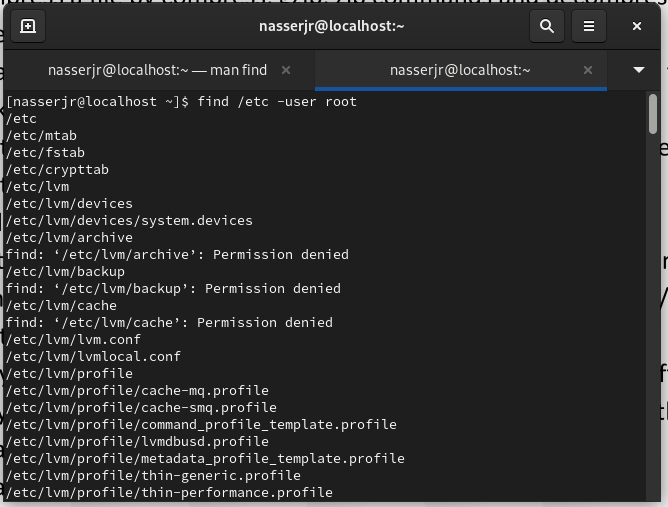 nasserjr@localhost:~
nasserjr@localhost:~ — man find
nasserjr@localhost:~
[nasserjr@localhost ~]$ find /etc -user root
/etc
/etc/mtab
/etc/fstab
/etc/crypttab
/etc/lvm
/etc/lvm/devices
/etc/lvm/devices/system.devices
/etc/lvm/archive
find: ‘/etc/lvm/archive’: Permission denied
/etc/lvm/backup
find: ‘/etc/lvm/backup’: Permission denied
/etc/lvm/cache
find: ‘/etc/lvm/cache’: Permission denied
/etc/lvm/lvm.conf
/etc/lvm/lvmlocal.conf
/etc/lvm/profile
/etc/lvm/profile/cache-mq.profile
/etc/lvm/profile/cache-smq.profile
/etc/lvm/profile/command_profile_template.profile
/etc/lvm/profile/lvmdbusd.profile
/etc/lvm/profile/metadata_profile_template.profile
/etc/lvm/profile/thin-generic.profile
/etc/lvm/profile/thin-performance.profile